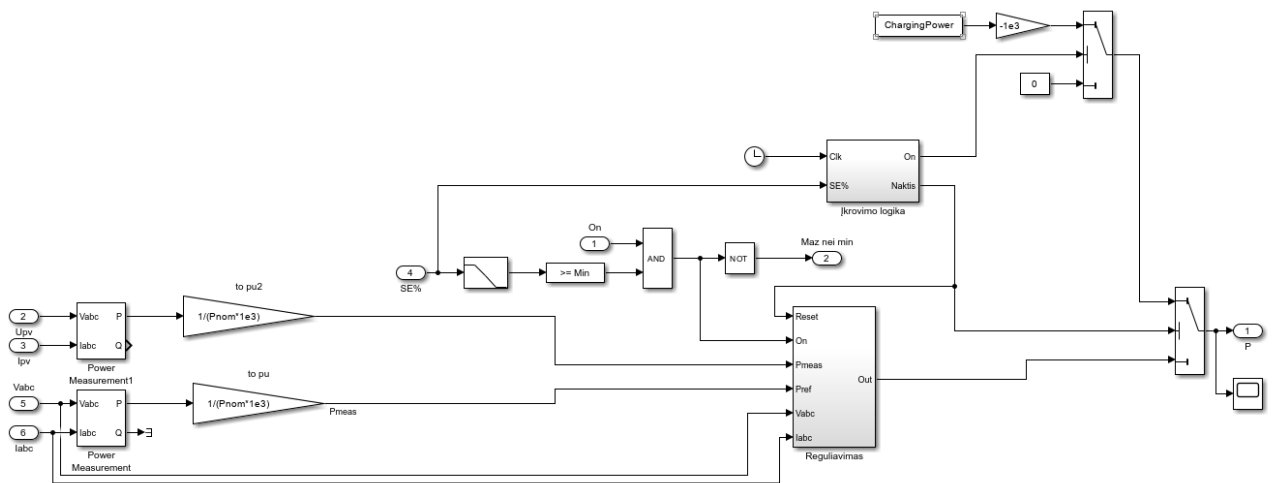 ChargingPower
-1e3
0
Clk
On
SE%
Naktis
Įkrovimo logika
On
1
AND
NOT
Maz nei min
2
4
SE%
>= Min
to pu2
2
Upv
3
Ipv
Vabc
P
Iabc
Q
Power
Measurement1
1/(Pnom*1e3)
to pu
Vabc
5
6
Iabc
Vabc
P
Iabc
Q
Power
Measurement
1/(Pnom*1e3)
Pmeas
Reset
On
Pmeas
Pref
Vabc
Iabc
Out
Reguliavimas
1
P